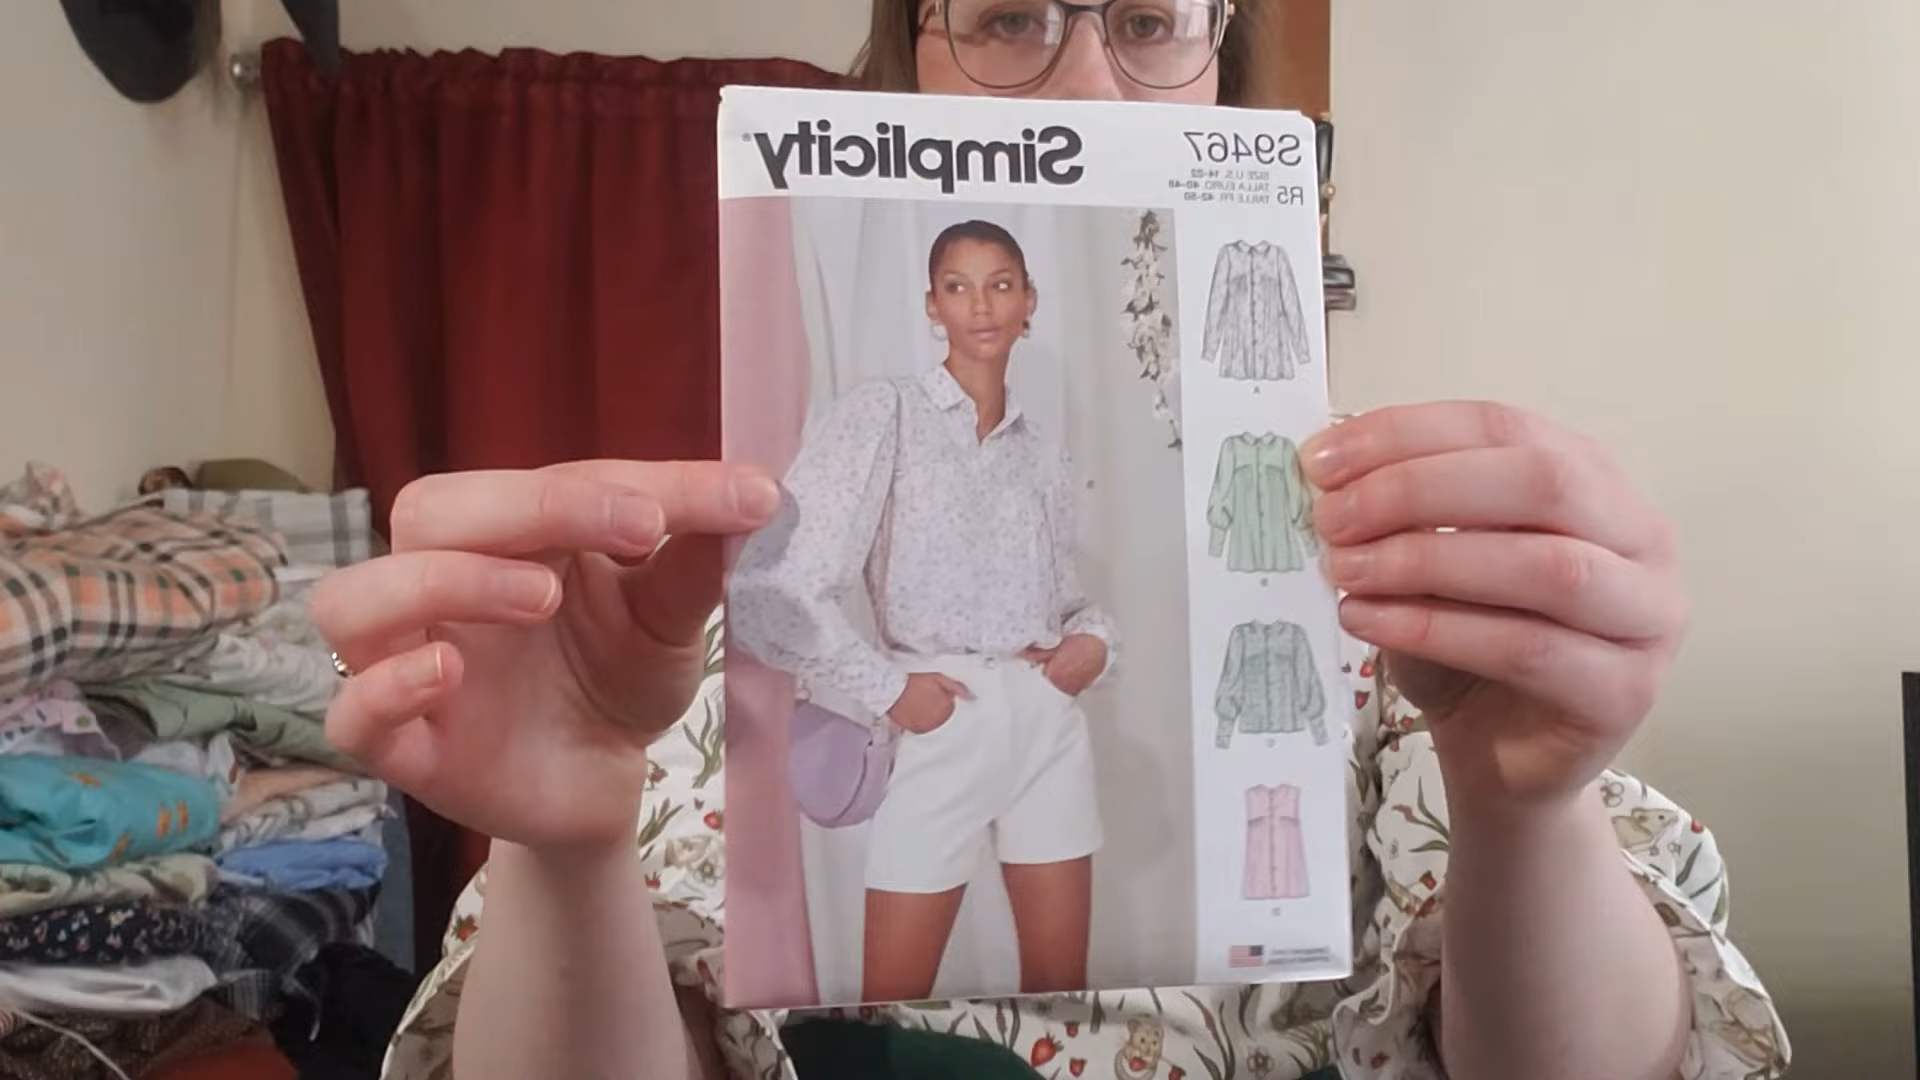 Simplicity®
S9467
R5
SIZE U.S. 14-22
TALLA EURO. 40-48
TAILLE FR. 42-50
A
B